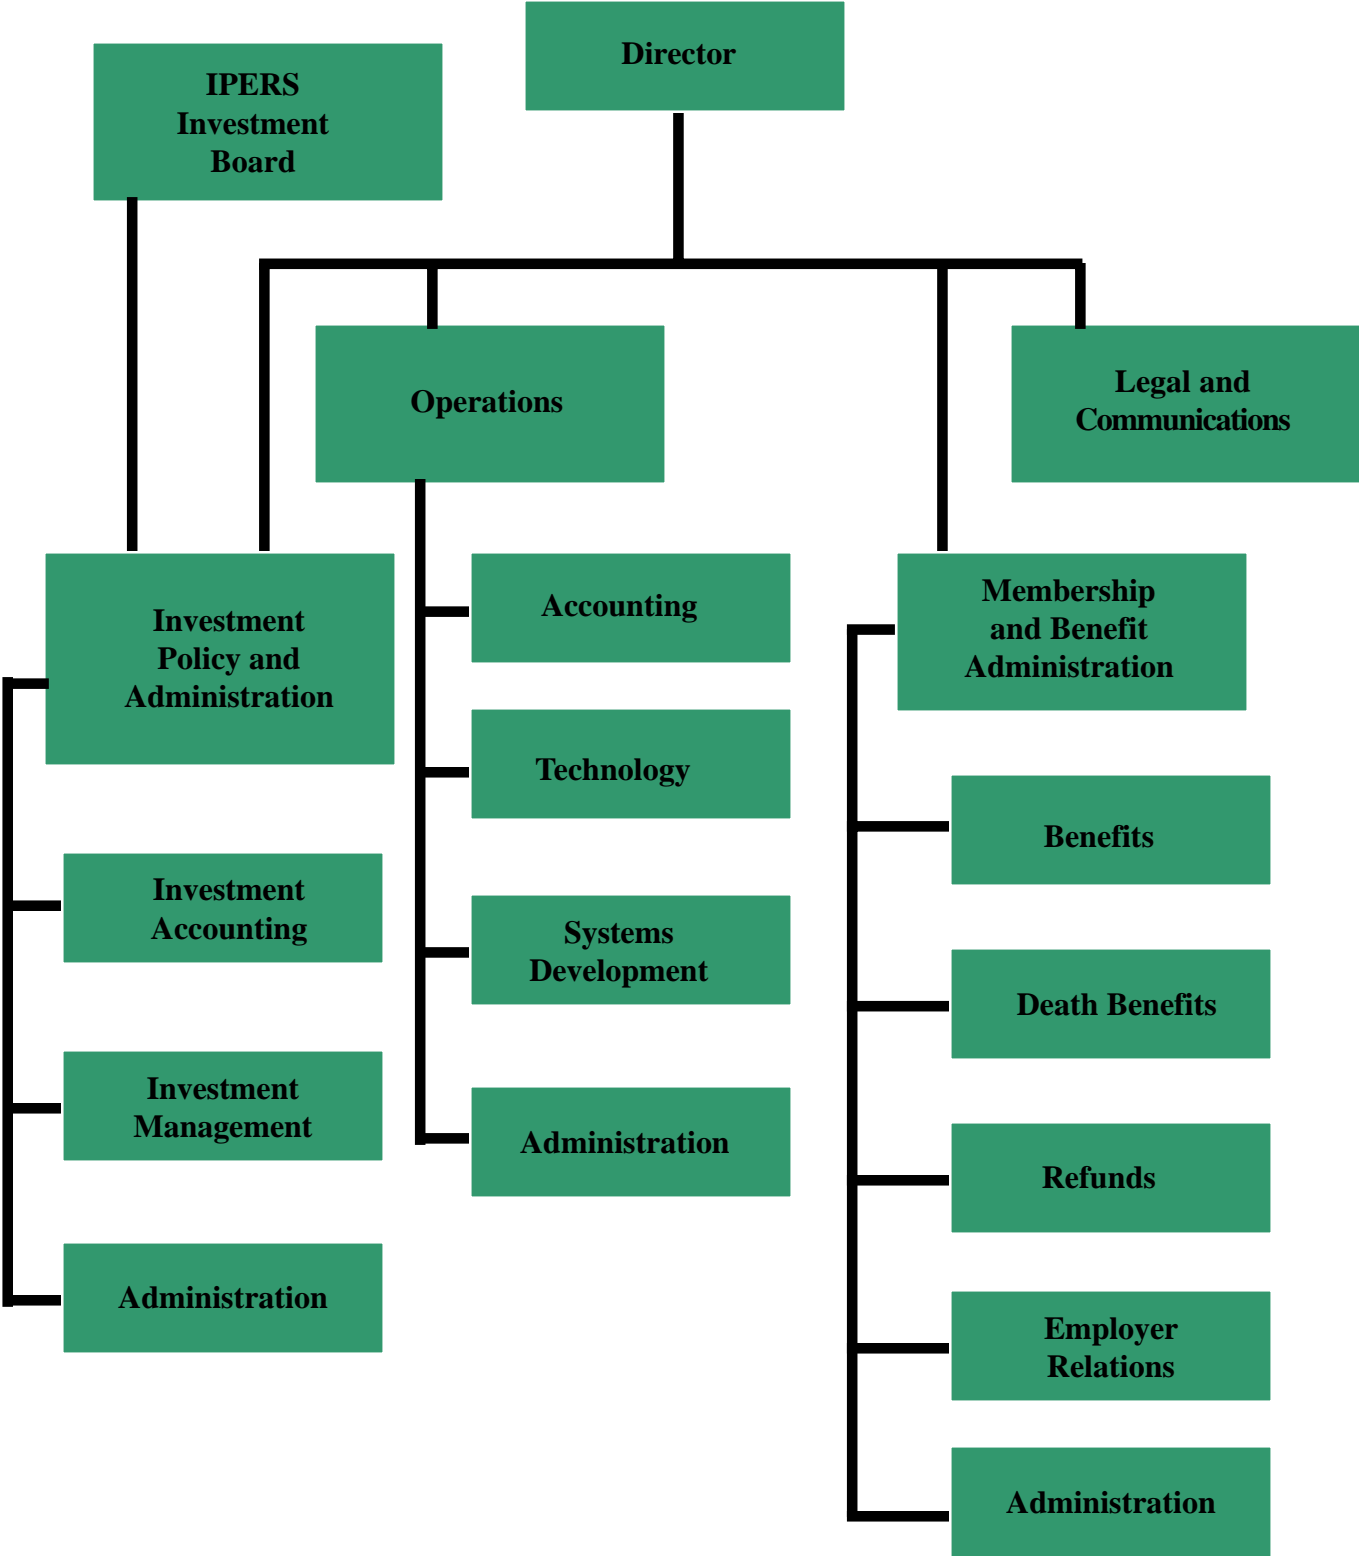 Director
IPERS
Investment
Board
Operations
Legal and
Communications
Investment
Policy and
Administration
Accounting
Membership
and Benefit
Administration
Technology
Benefits
Investment
Accounting
Systems
Development
Death Benefits
Investment
Management
Administration
Refunds
Administration
Employer
Relations
Administration